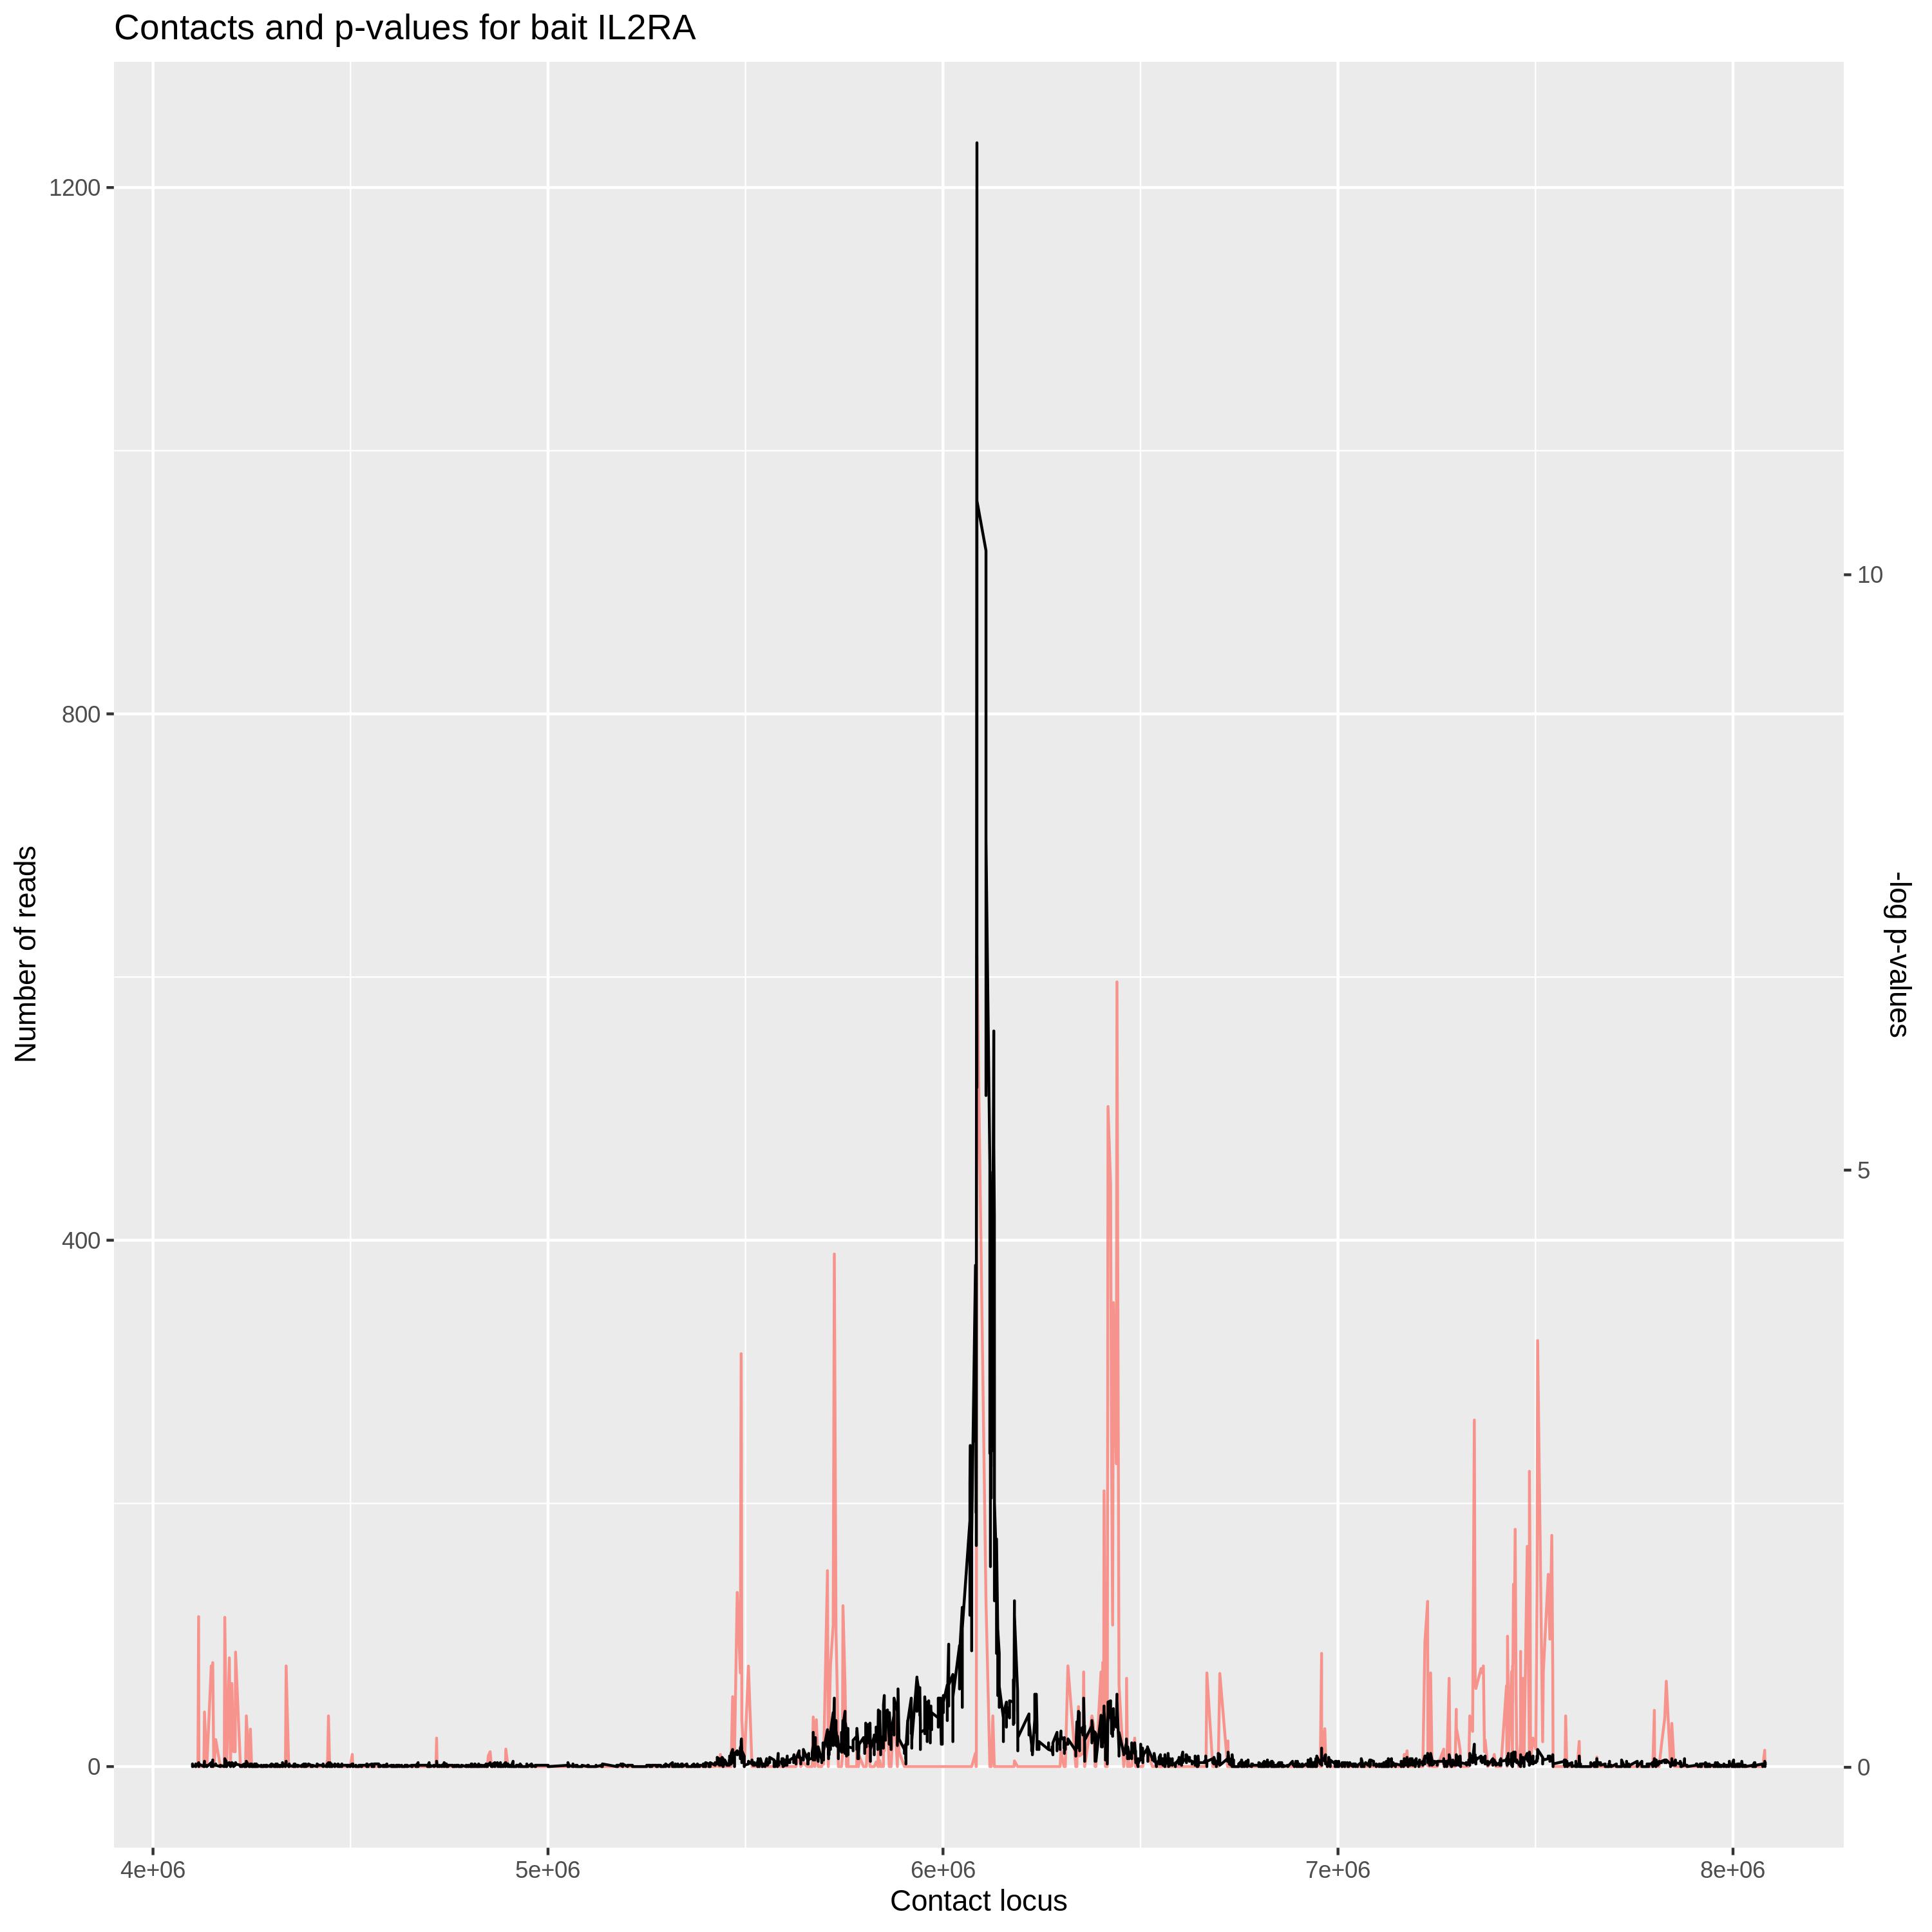 Contacts and p-values for bait IL2RA
1200
800
400
0
Number of reads
10
5
0
-log p-values
4e+06
5e+06
6e+06
7e+06
8e+06
Contact locus